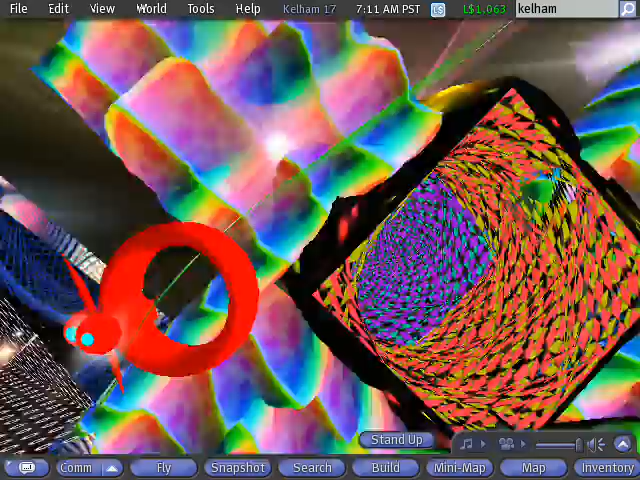 File Edit View World Tools Help Kelham 17 7:11 AM PST L$ L$1,063 kelham
Stand Up
Comm Fly Snapshot Search Build Mini-Map Map Inventory